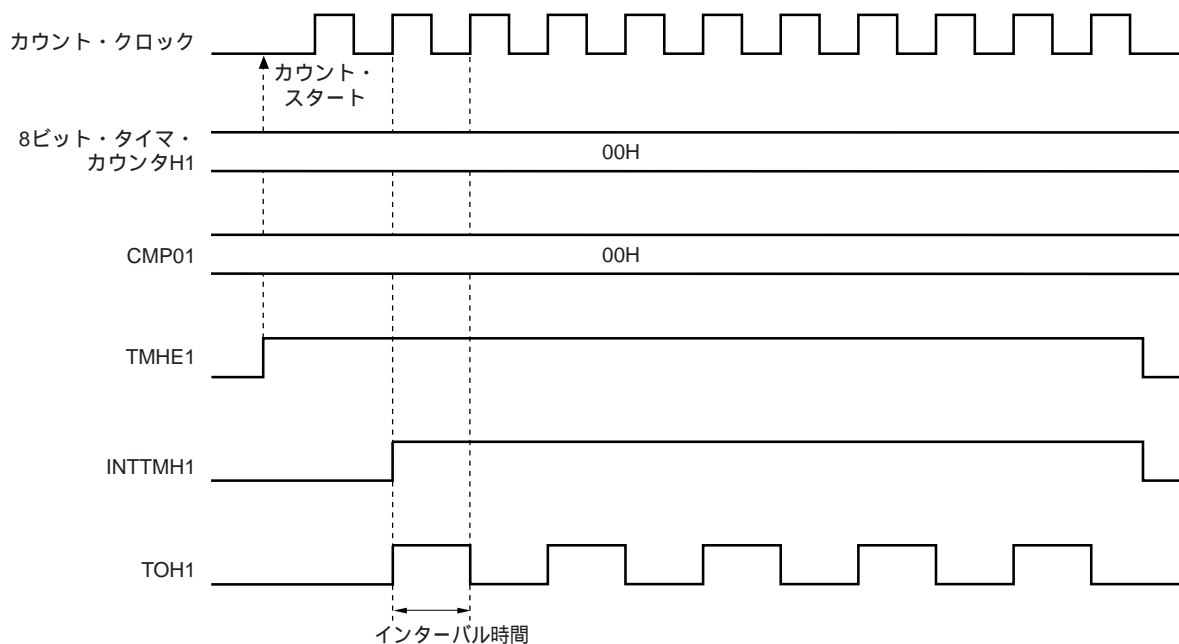 カウント・クロック
カウント・
スタート
8ビット・タイマ・
カウンタH1
00H
CMP01
00H
TMHE1
INTTMH1
TOH1
インターバル時間